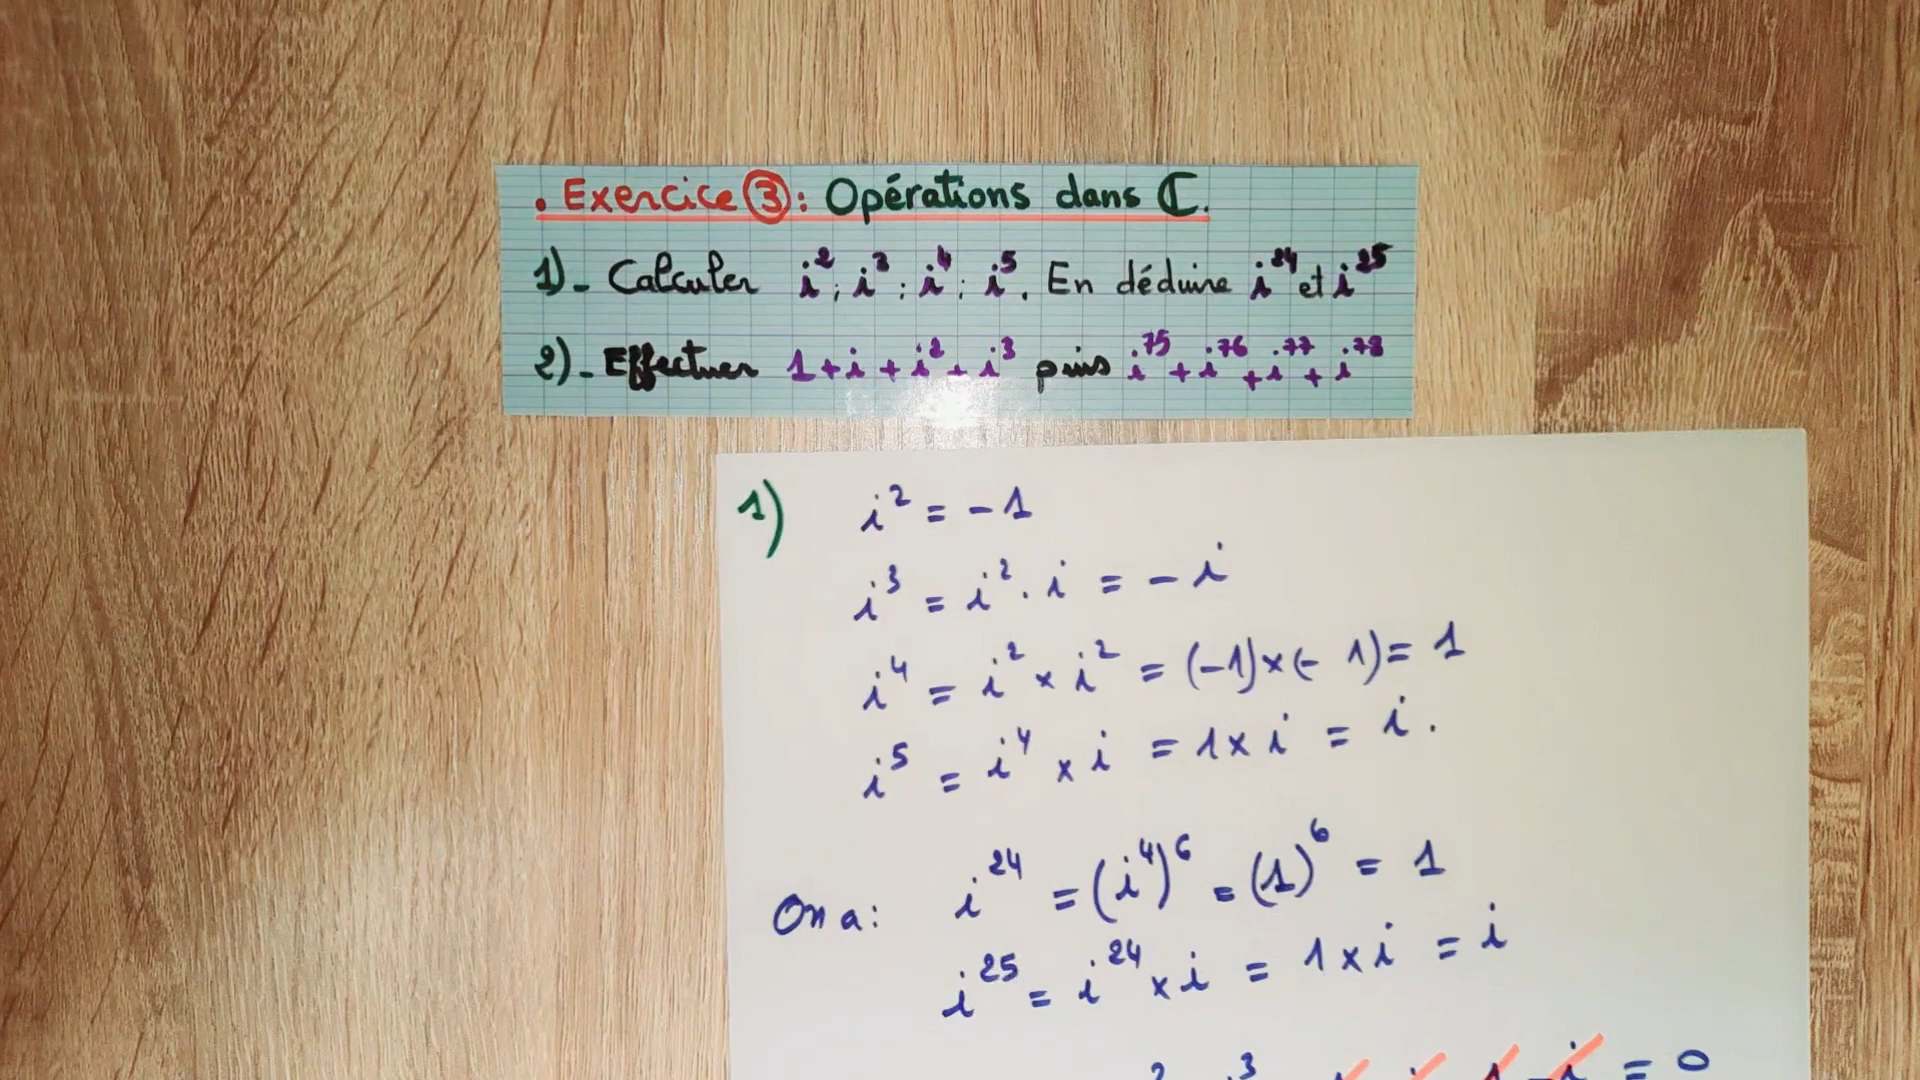 . Exercice ③: Opérations dans ℂ.
1)- Calculer i² ; i³ ; i⁴ ; i⁵. En déduire i²⁴ et i²⁵
2)- Effectuer 1+i+i²+i³ puis i⁷⁵+i⁷⁶+i⁷⁷+i⁷⁸
1) i² = -1
i³ = i² . i = - i
i⁴ = i² × i² = (-1)×(- 1)= 1
i⁵ = i⁴ × i = 1 × i = i .
On a: i²⁴ = (i⁴)⁶ = (1)⁶ = 1
i²⁵ = i²⁴ × i = 1 × i = i
= 0